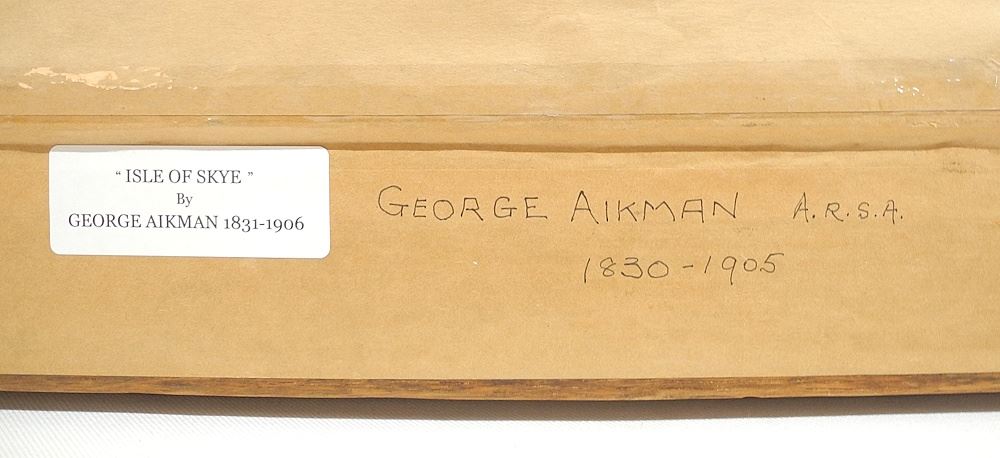 “ ISLE OF SKYE ”
By
GEORGE AIKMAN 1831-1906
GEORGE AIKMAN A.R.S.A.
1830-1905